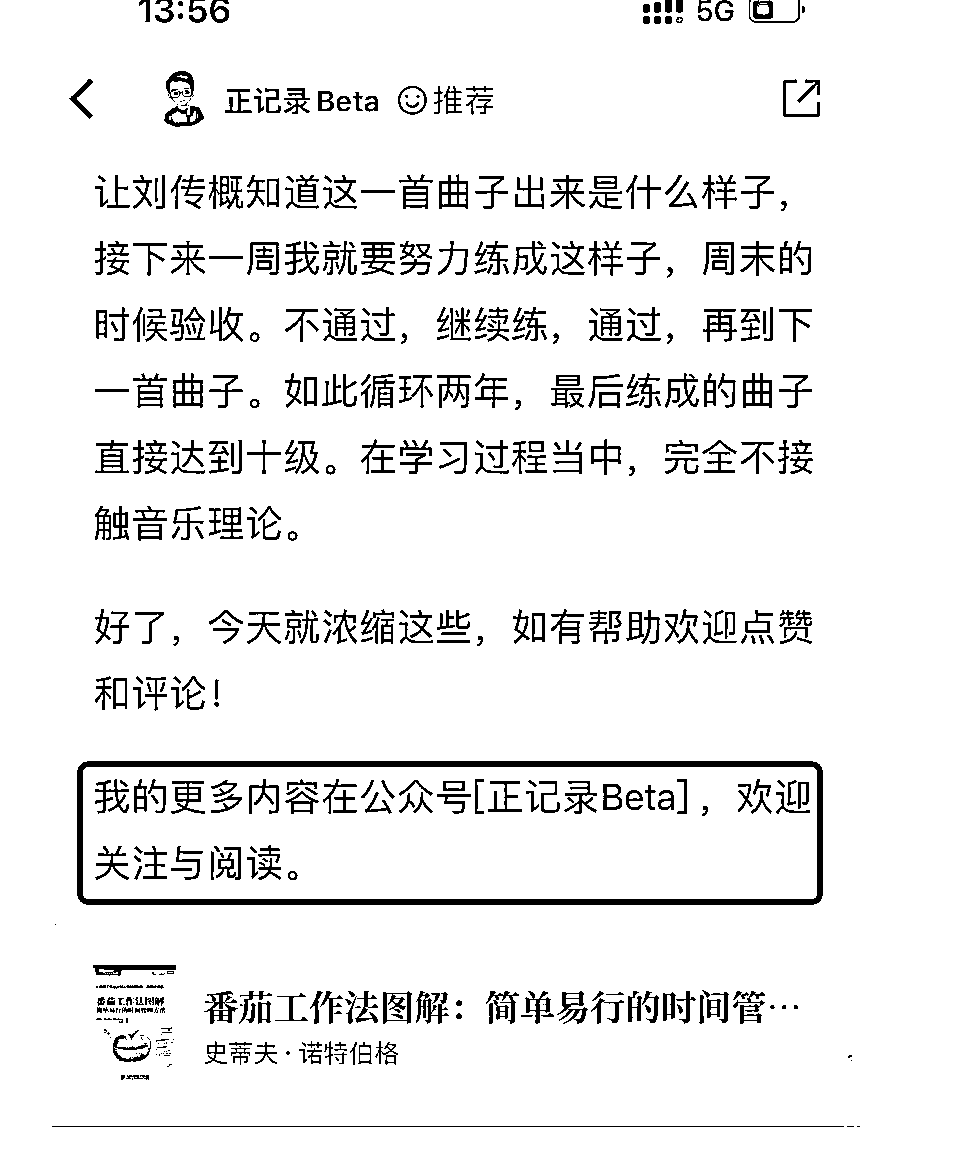 13:56 5G
正记录Beta 推荐
让刘传概知道这一首曲子出来是什么样子，
接下来一周我就要努力练成这样子，周末的
时候验收。不通过，继续练，通过，再到下
一首曲子。如此循环两年，最后练成的曲子
直接达到十级。在学习过程当中，完全不接
触音乐理论。
好了，今天就浓缩这些，如有帮助欢迎点赞
和评论！
我的更多内容在公众号[正记录Beta]，欢迎
关注与阅读。
番茄工作法图解
番茄工作法图解：简单易行的时间管…
史蒂夫·诺特伯格